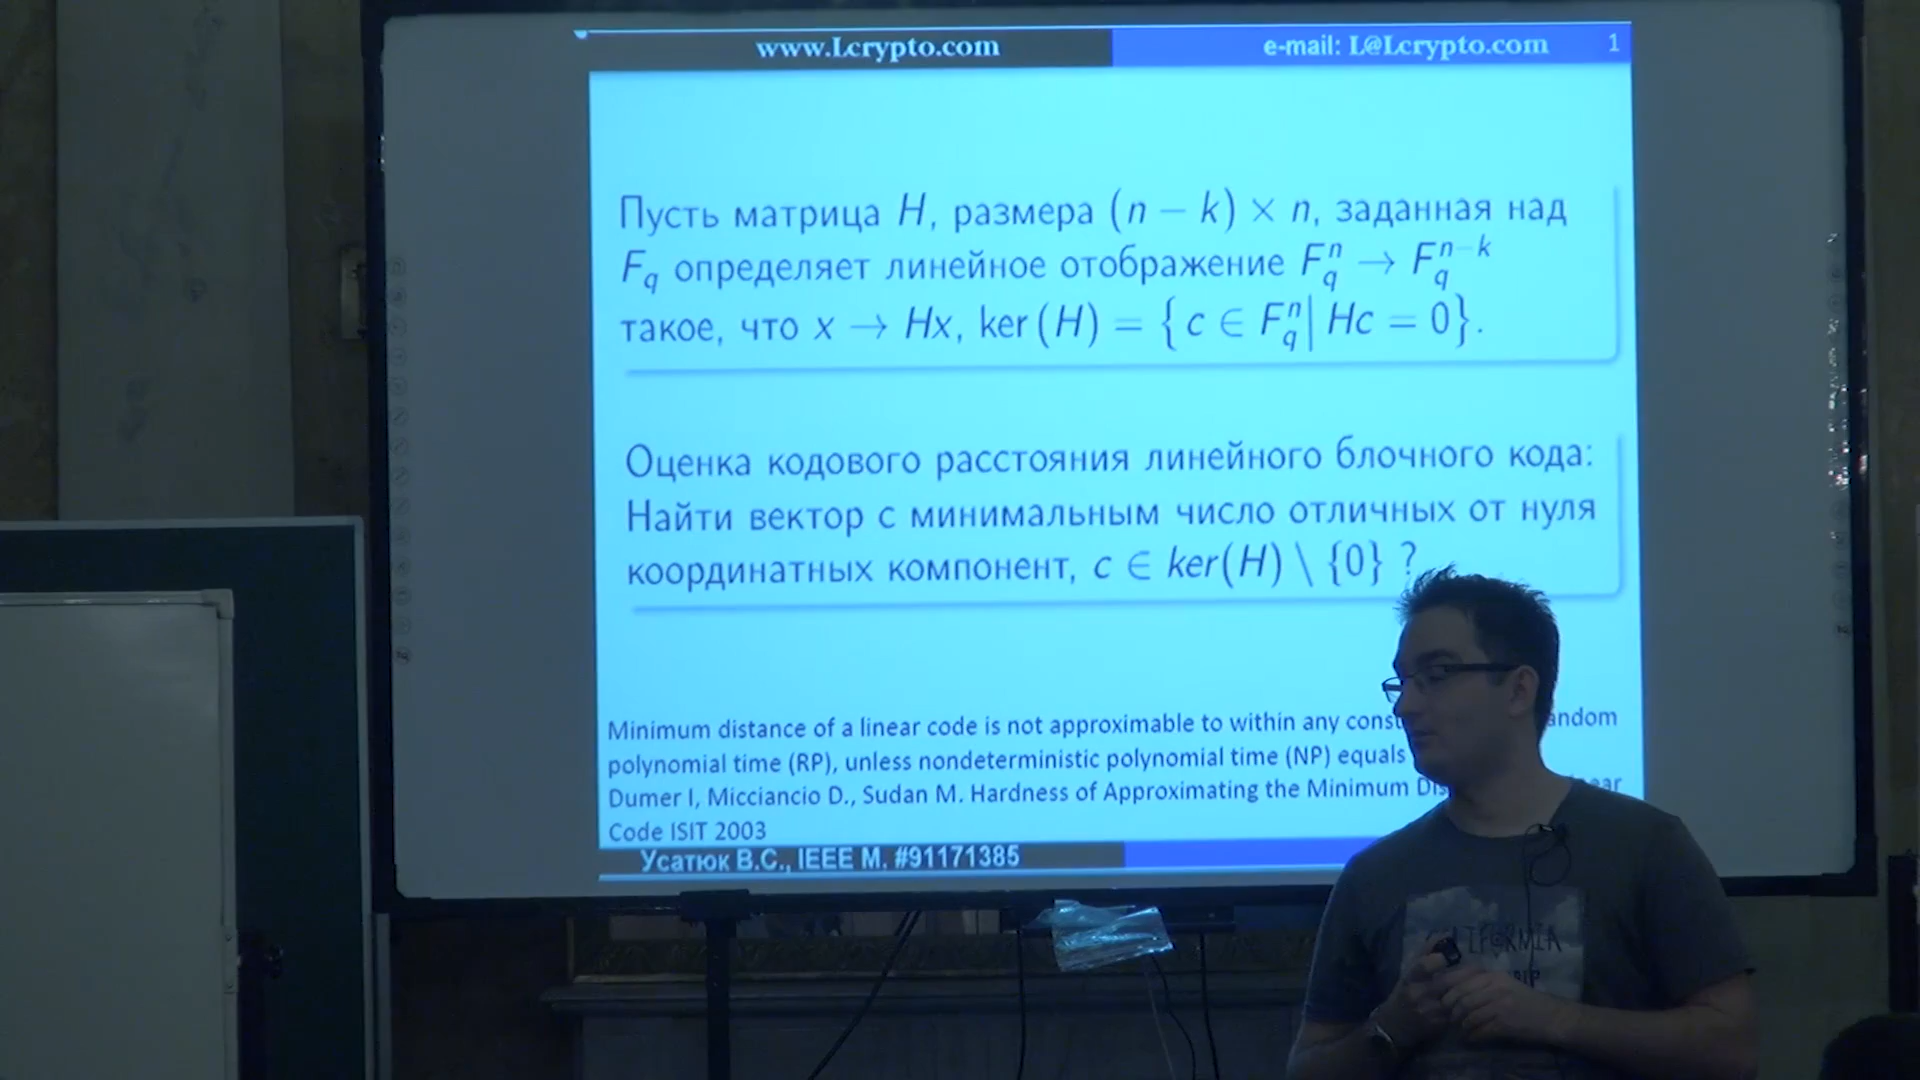 www.Lcrypto.com e-mail: L@Lcrypto.com 1
Пусть матрица H, размера (n − k) × n, заданная над
F_q определяет линейное отображение F_q^n → F_q^{n−k}
такое, что x → Hx, ker (H) = {c ∈ F_q^n| Hc = 0}.
Оценка кодового расстояния линейного блочного кода:
Найти вектор с минимальным число отличных от нуля
координатных компонент, c ∈ ker(H) \ {0} ?
Minimum distance of a linear code is not approximable to within any
polynomial time (RP), unless nondeterministic polynomial time (NP) equals
Dumer I, Micciancio D., Sudan M. Hardness of Approximating the Minimum
Code ISIT 2003
Усатюк В.С., IEEE M. #91171385
CALIFORNIA